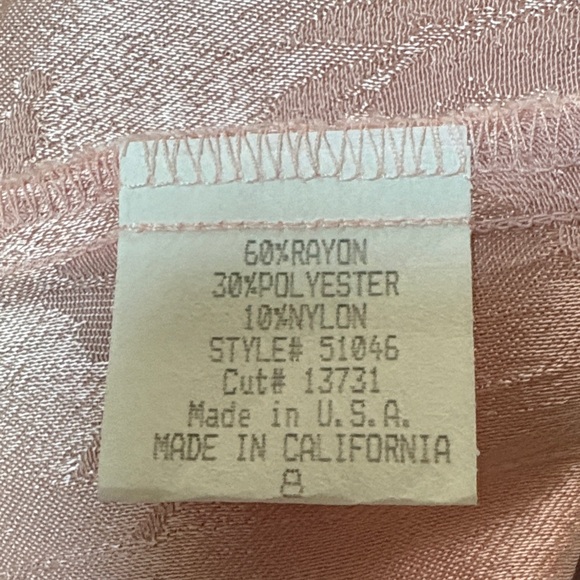 60%RAYON
30%POLYESTER
10%NYLON
STYLE# 51046
Cut# 13731
Made in U.S.A.
MADE IN CALIFORNIA
8